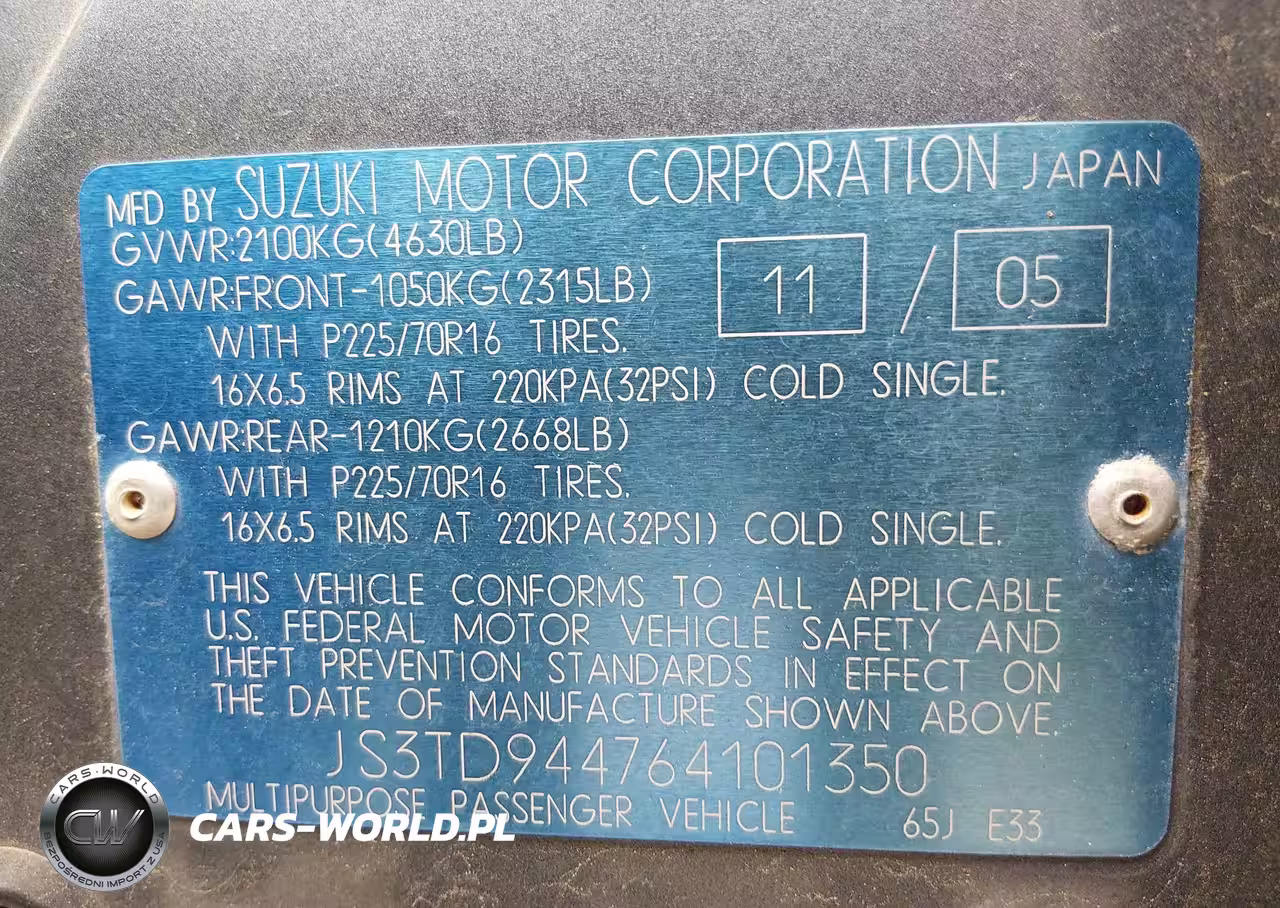 MFD BY SUZUKI MOTOR CORPORATION JAPAN
GVWR:2100KG(4630LB)
GAWR:FRONT-1050KG(2315LB)
11 / 05
WITH P225/70R16 TIRES.
16X6.5 RIMS AT 220KPA(32PSI) COLD SINGLE.
GAWR:REAR-1210KG(2668LB)
WITH P225/70R16 TIRES.
16X6.5 RIMS AT 220KPA(32PSI) COLD SINGLE.
THIS VEHICLE CONFORMS TO ALL APPLICABLE
U.S. FEDERAL MOTOR VEHICLE SAFETY AND
THEFT PREVENTION STANDARDS IN EFFECT ON
THE DATE OF MANUFACTURE SHOWN ABOVE.
JS3TD944764101350
MULTIPURPOSE PASSENGER VEHICLE 65J E33
CARS-WORLD
CW
BEZPOŚREDNI IMPORT Z USA
CARS-WORLD.PL